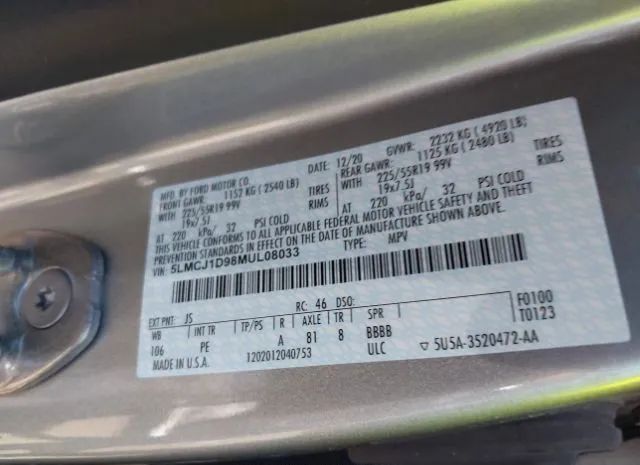 MFD. BY FORD MOTOR CO.
DATE: 12/20 GVWR: 2232 KG ( 4920 LB)
FRONT GAWR: 1157 KG ( 2540 LB)
REAR GAWR: 1125 KG ( 2480 LB)
WITH 225/55R19 99V TIRES
WITH 225/55R19 99V TIRES
19x7.5J RIMS
19x7.5J RIMS
AT 220 kPa/ 32 PSI COLD
AT 220 kPa/ 32 PSI COLD
THIS VEHICLE CONFORMS TO ALL APPLICABLE FEDERAL MOTOR VEHICLE SAFETY AND THEFT
PREVENTION STANDARDS IN EFFECT ON THE DATE OF MANUFACTURE SHOWN ABOVE.
VIN: 5LMCJ1D98MUL08033 TYPE: MPV
EXT PNT: JS RC: 46 DSO: F0100
WB INT TR TP/PS R AXLE TR SPR T0123
106 PE A 81 8 BBBB
MADE IN U.S.A. 1202012040753 ULC ▽ 5U5A-3520472-AA